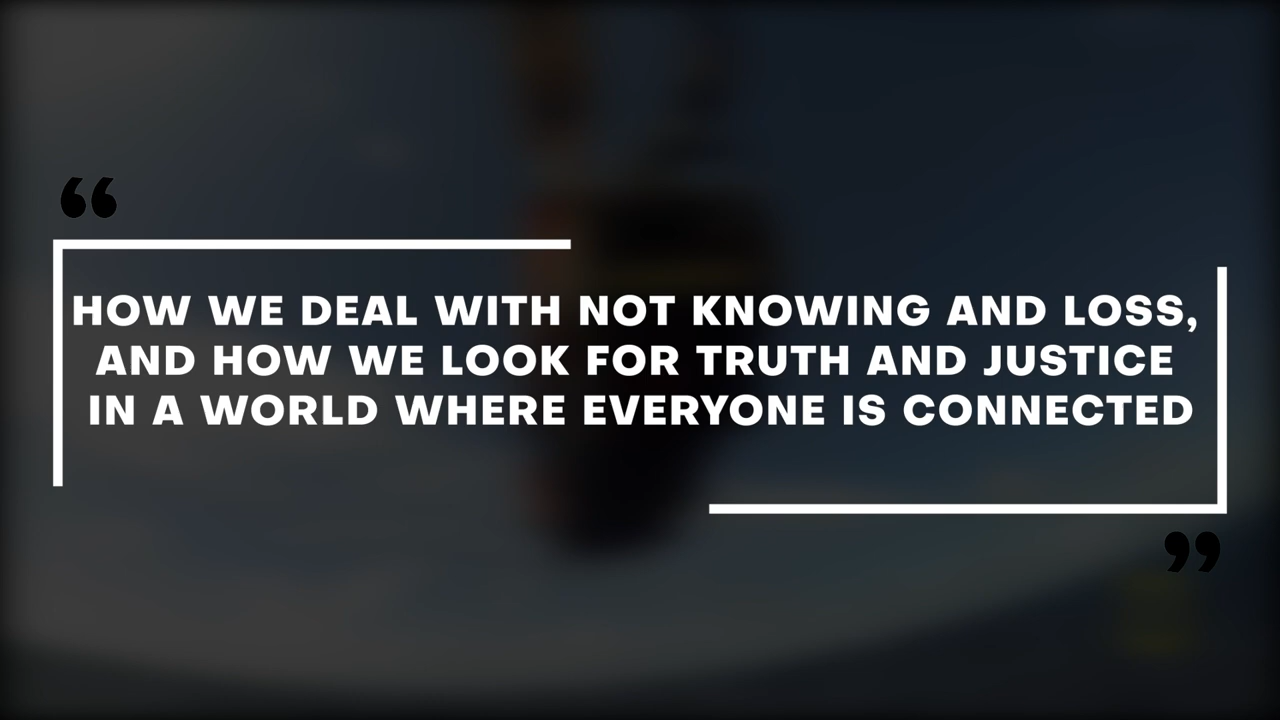 “
HOW WE DEAL WITH NOT KNOWING AND LOSS,
AND HOW WE LOOK FOR TRUTH AND JUSTICE
IN A WORLD WHERE EVERYONE IS CONNECTED
”